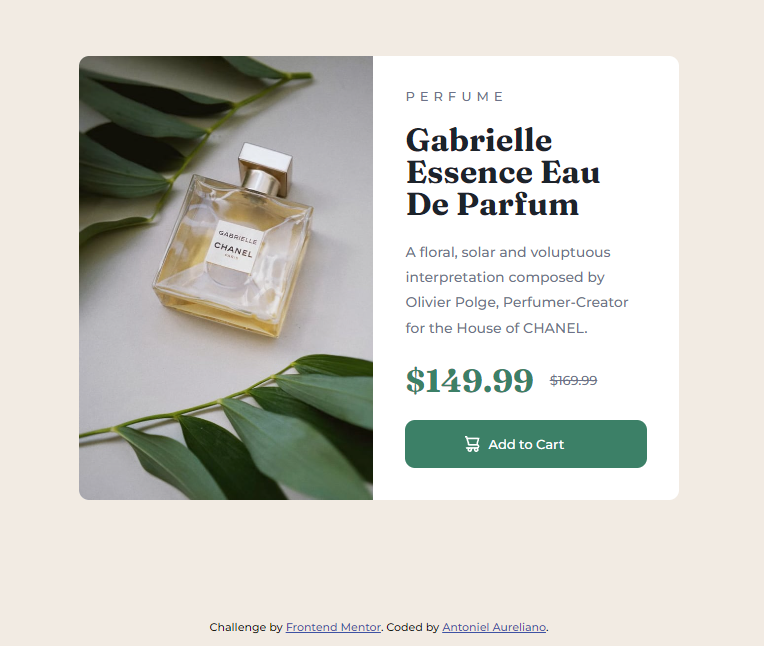 GABRIELLE
CHANEL
PARIS
PERFUME
Gabrielle
Essence Eau
De Parfum
A floral, solar and voluptuous
interpretation composed by
Olivier Polge, Perfumer-Creator
for the House of CHANEL.
$149.99 $169.99
Add to Cart
Challenge by Frontend Mentor. Coded by Antoniel Aureliano.